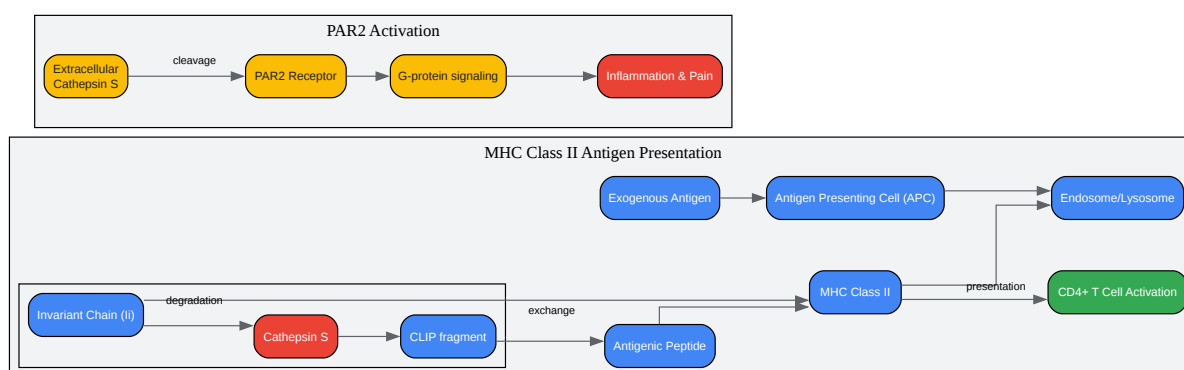 PAR2 Activation
cleavage
Extracellular
Cathepsin S
PAR2 Receptor
G-protein signaling
Inflammation & Pain
MHC Class II Antigen Presentation
Exogenous Antigen
Antigen Presenting Cell (APC)
Endosome/Lysosome
Invariant Chain (Ii)
degradation
Cathepsin S
CLIP fragment
exchange
Antigenic Peptide
MHC Class II
presentation
CD4+ T Cell Activation